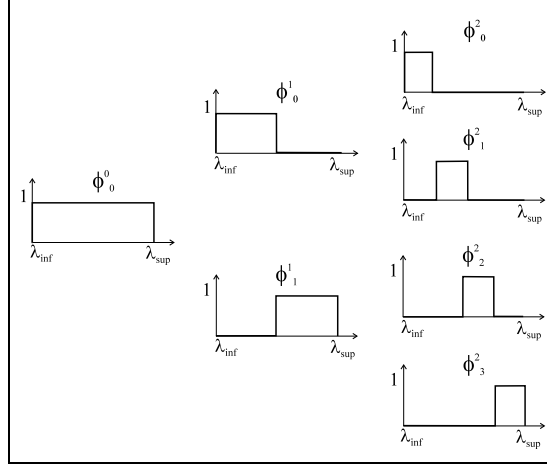 ϕ⁰₀
1
λinf λsup
ϕ¹₀
1
λinf λsup
ϕ¹₁
1
λinf λsup
ϕ²₀
1
λinf λsup
ϕ²₁
1
λinf λsup
ϕ²₂
1
λinf λsup
ϕ²₃
1
λinf λsup